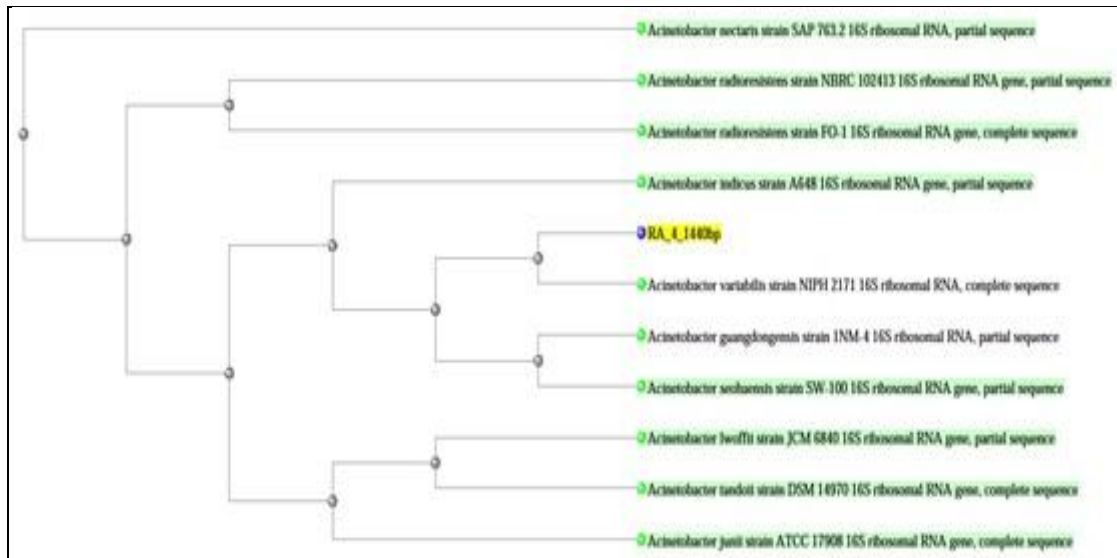 Acinetobacter nectaris strain SAP 763.2 16S ribosomal RNA, partial sequence
Acinetobacter radioresistens strain NBRC 102413 16S ribosomal RNA gene, partial sequence
Acinetobacter radioresistens strain FO-1 16S ribosomal RNA gene, complete sequence
Acinetobacter indicus strain A648 16S ribosomal RNA gene, partial sequence
RA_4_1440bp
Acinetobacter variabilis strain NIPH 2171 16S ribosomal RNA, complete sequence
Acinetobacter guangdongensis strain 1NM-4 16S ribosomal RNA, partial sequence
Acinetobacter seohaensis strain SW-100 16S ribosomal RNA gene, partial sequence
Acinetobacter lwoffii strain JCM 6840 16S ribosomal RNA gene, partial sequence
Acinetobacter tandoii strain DSM 14970 16S ribosomal RNA gene, complete sequence
Acinetobacter junii strain ATCC 17908 16S ribosomal RNA gene, complete sequence